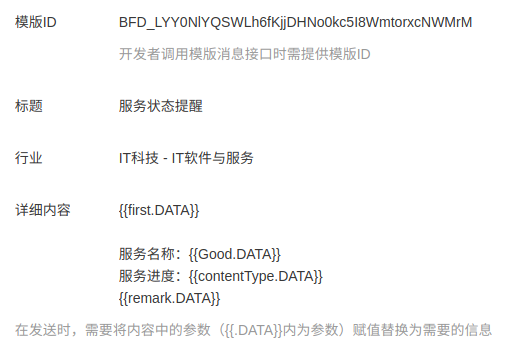 模版ID BFD_LYY0NlYQSWLh6fKjjDHNo0kc5I8WmtorxcNWMrM
开发者调用模版消息接口时需提供模版ID
标题 服务状态提醒
行业 IT科技 - IT软件与服务
详细内容 {{first.DATA}}
服务名称：{{Good.DATA}}
服务进度：{{contentType.DATA}}
{{remark.DATA}}
在发送时，需要将内容中的参数（{{.DATA}}内为参数）赋值替换为需要的信息